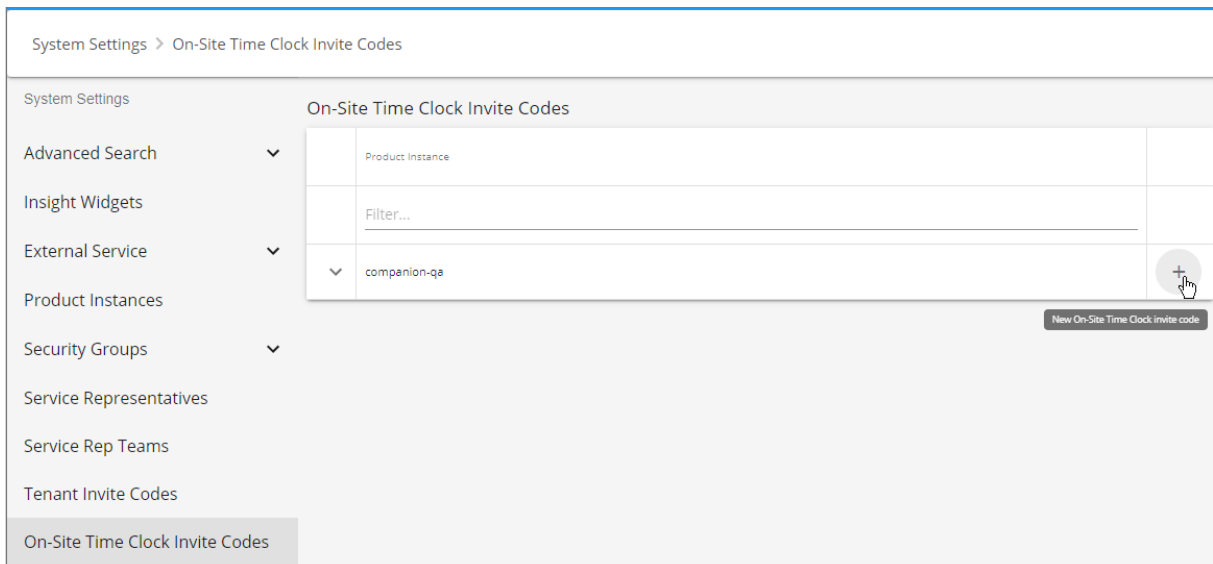 System Settings > On-Site Time Clock Invite Codes
System Settings
Advanced Search
Insight Widgets
External Service
Product Instances
Security Groups
Service Representatives
Service Rep Teams
Tenant Invite Codes
On-Site Time Clock Invite Codes
On-Site Time Clock Invite Codes
Product Instance
Filter...
companion-qa
New On-Site Time Clock invite code